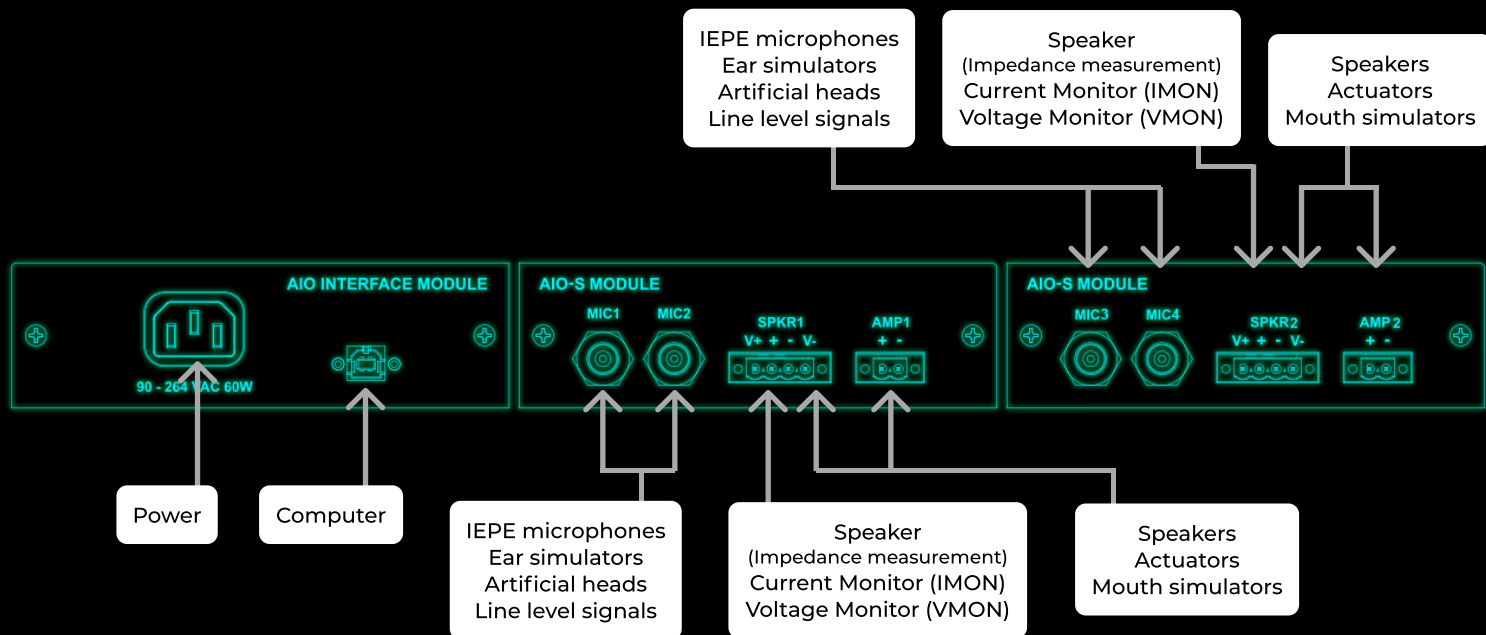 IEPE microphones
Ear simulators
Artificial heads
Line level signals
Speaker
(Impedance measurement)
Current Monitor (IMON)
Voltage Monitor (VMON)
Speakers
Actuators
Mouth simulators
AIO INTERFACE MODULE
90 - 264 VAC 60W
AIO-S MODULE
MIC1
MIC2
SPKR1
V+ + - V-
AMP1
+ -
AIO-S MODULE
MIC3
MIC4
SPKR2
V+ + - V-
AMP2
+ -
Power
Computer
IEPE microphones
Ear simulators
Artificial heads
Line level signals
Speaker
(Impedance measurement)
Current Monitor (IMON)
Voltage Monitor (VMON)
Speakers
Actuators
Mouth simulators